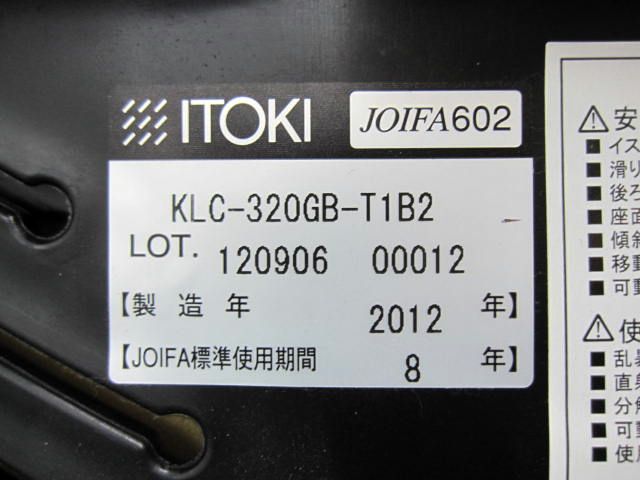 ITOKI JOIFA602
KLC-320GB-T1B2
LOT. 120906 00012
【製造年 2012 年】
【JOIFA標準使用期間 8 年】
⚠安
■イス
■滑り
■後ろ
■座面
■傾斜
■移動
■可動
⚠使
■乱暴
■直射
■分解
■可動
■使用